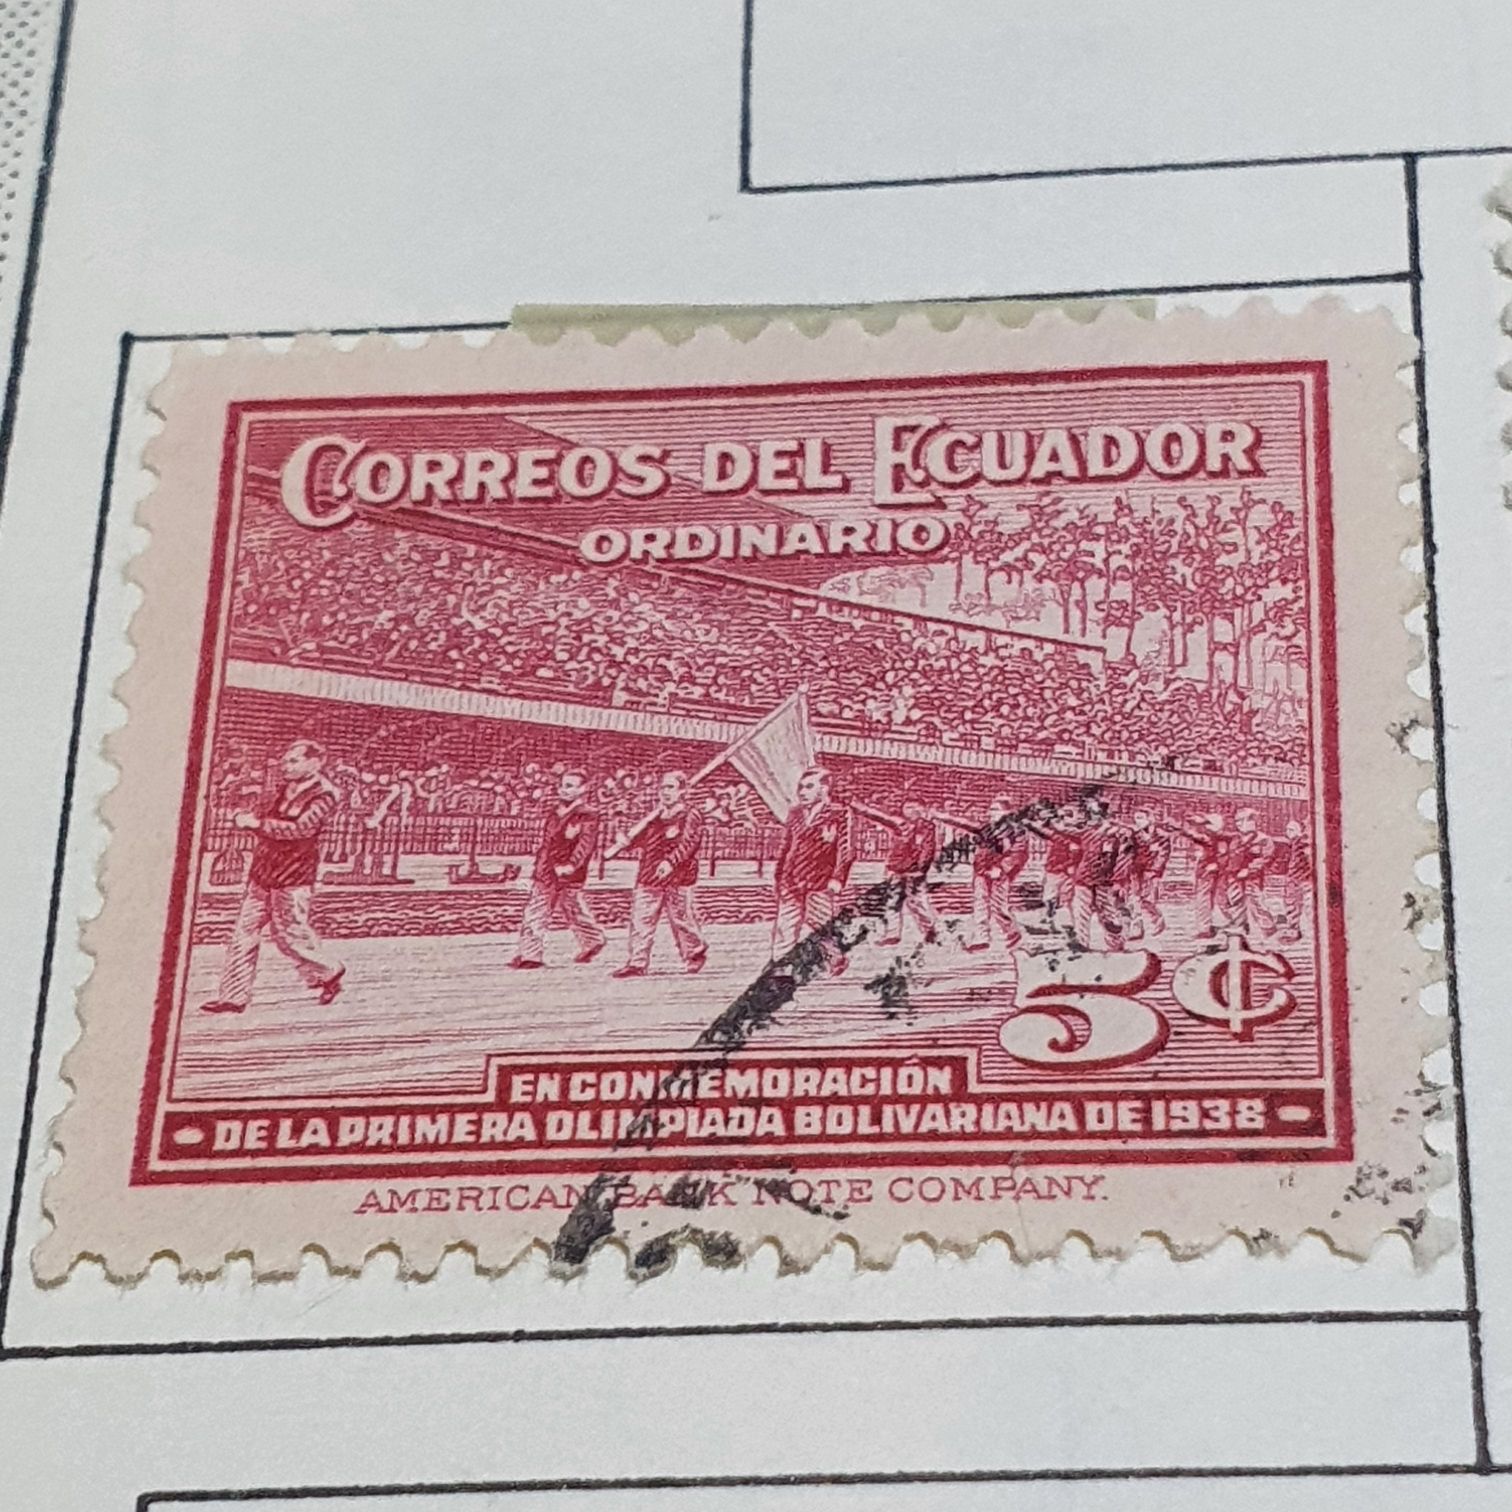 CORREOS DEL ECUADOR
ORDINARIO
5¢
EN CONMEMORACIÓN
- DE LA PRIMERA OLIMPIADA BOLIVARIANA DE 1938 -
AMERICAN BANK NOTE COMPANY.